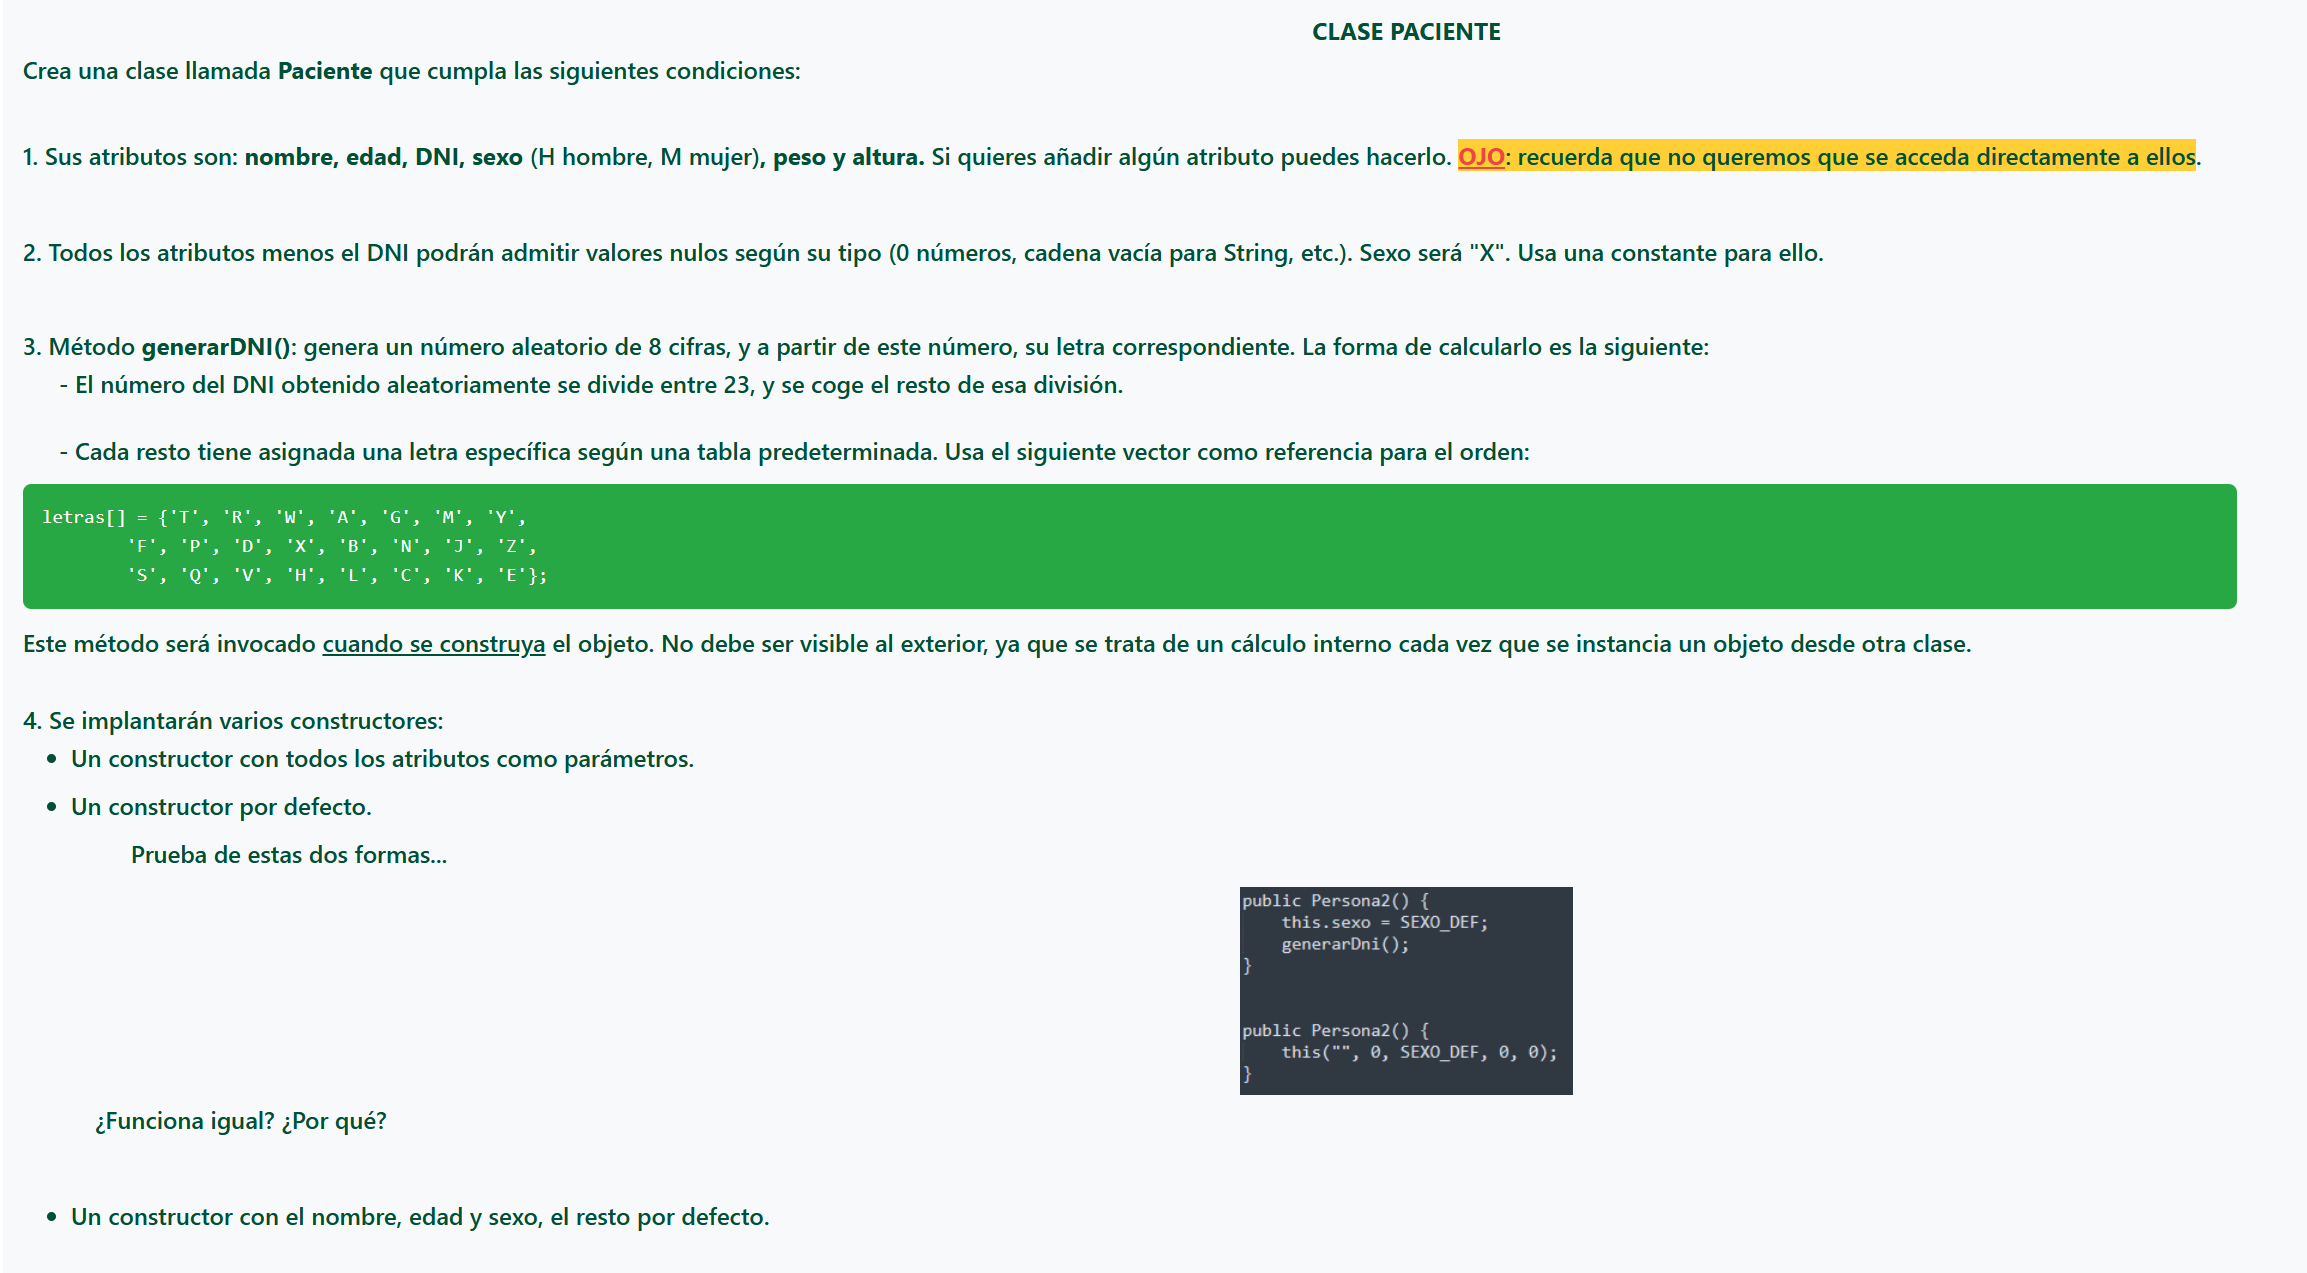 CLASE PACIENTE
Crea una clase llamada Paciente que cumpla las siguientes condiciones:
1. Sus atributos son: nombre, edad, DNI, sexo (H hombre, M mujer), peso y altura. Si quieres añadir algún atributo puedes hacerlo. OJO: recuerda que no queremos que se acceda directamente a ellos.
2. Todos los atributos menos el DNI podrán admitir valores nulos según su tipo (0 números, cadena vacía para String, etc.). Sexo será "X". Usa una constante para ello.
3. Método generarDNI(): genera un número aleatorio de 8 cifras, y a partir de este número, su letra correspondiente. La forma de calcularlo es la siguiente:
- El número del DNI obtenido aleatoriamente se divide entre 23, y se coge el resto de esa división.
- Cada resto tiene asignada una letra específica según una tabla predeterminada. Usa el siguiente vector como referencia para el orden:
letras[] = {'T', 'R', 'W', 'A', 'G', 'M', 'Y',
'F', 'P', 'D', 'X', 'B', 'N', 'J', 'Z',
'S', 'Q', 'V', 'H', 'L', 'C', 'K', 'E'};
Este método será invocado cuando se construya el objeto. No debe ser visible al exterior, ya que se trata de un cálculo interno cada vez que se instancia un objeto desde otra clase.
4. Se implantarán varios constructores:
• Un constructor con todos los atributos como parámetros.
• Un constructor por defecto.
Prueba de estas dos formas...
public Persona2() {
this.sexo = SEXO_DEF;
generarDni();
}
public Persona2() {
this("", 0, SEXO_DEF, 0, 0);
}
¿Funciona igual? ¿Por qué?
• Un constructor con el nombre, edad y sexo, el resto por defecto.